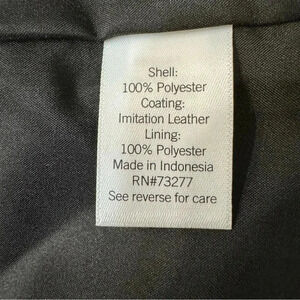 Shell:
100% Polyester
Coating:
Imitation Leather
Lining:
100% Polyester
Made in Indonesia
RN#73277
See reverse for care